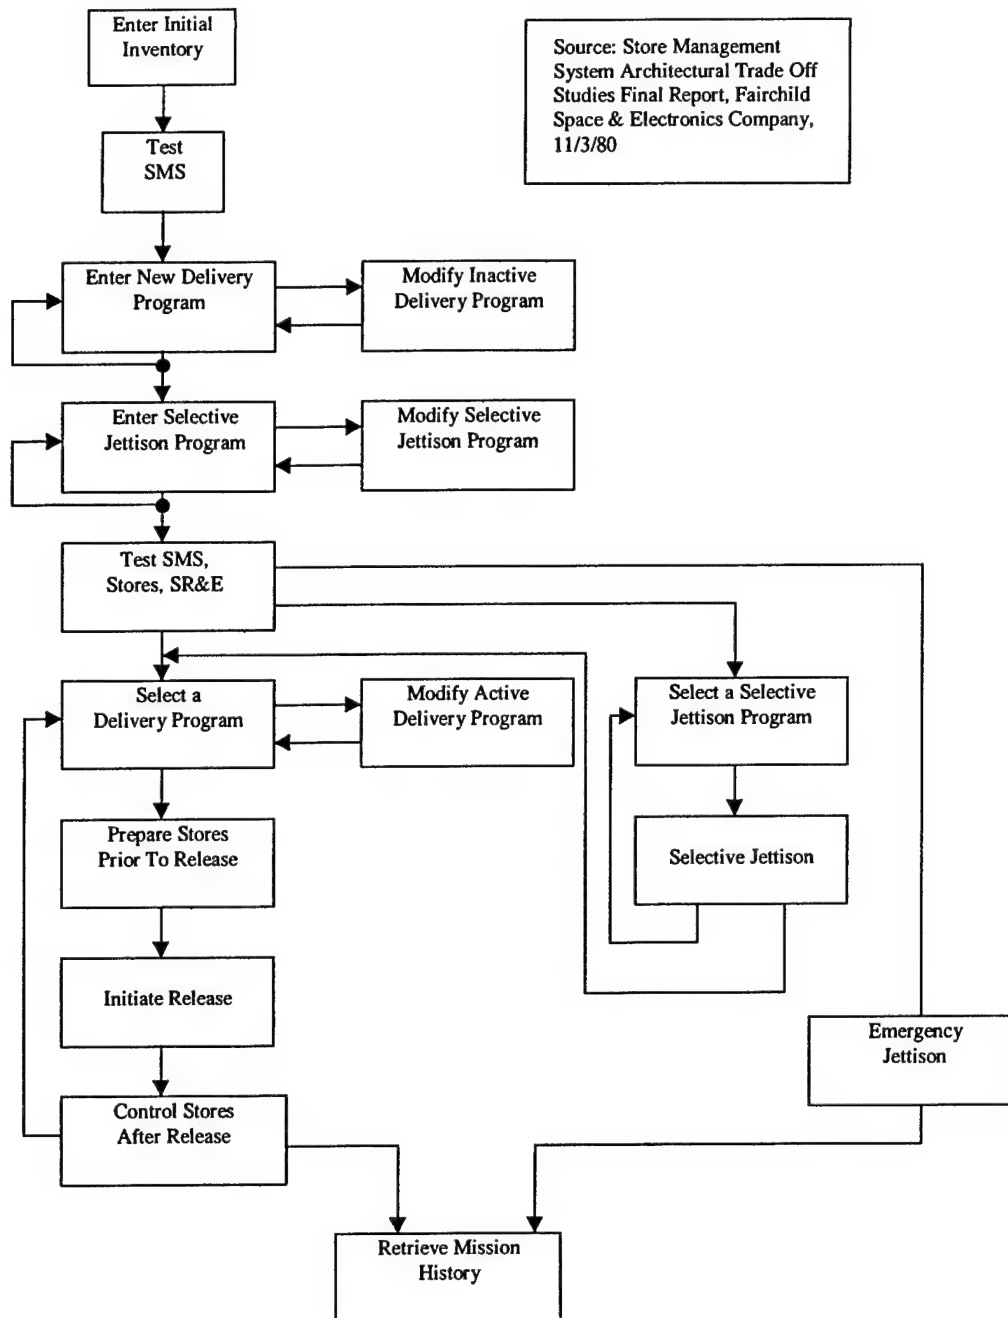 Enter Initial
Inventory
Source: Store Management
System Architectural Trade Off
Studies Final Report, Fairchild
Space & Electronics Company,
11/3/80
Test
SMS
Enter New Delivery
Program
Modify Inactive
Delivery Program
Enter Selective
Jettison Program
Modify Selective
Jettison Program
Test SMS,
Stores, SR&E
Select a
Delivery Program
Modify Active
Delivery Program
Select a Selective
Jettison Program
Prepare Stores
Prior To Release
Selective Jettison
Initiate Release
Emergency
Jettison
Control Stores
After Release
Retrieve Mission
History